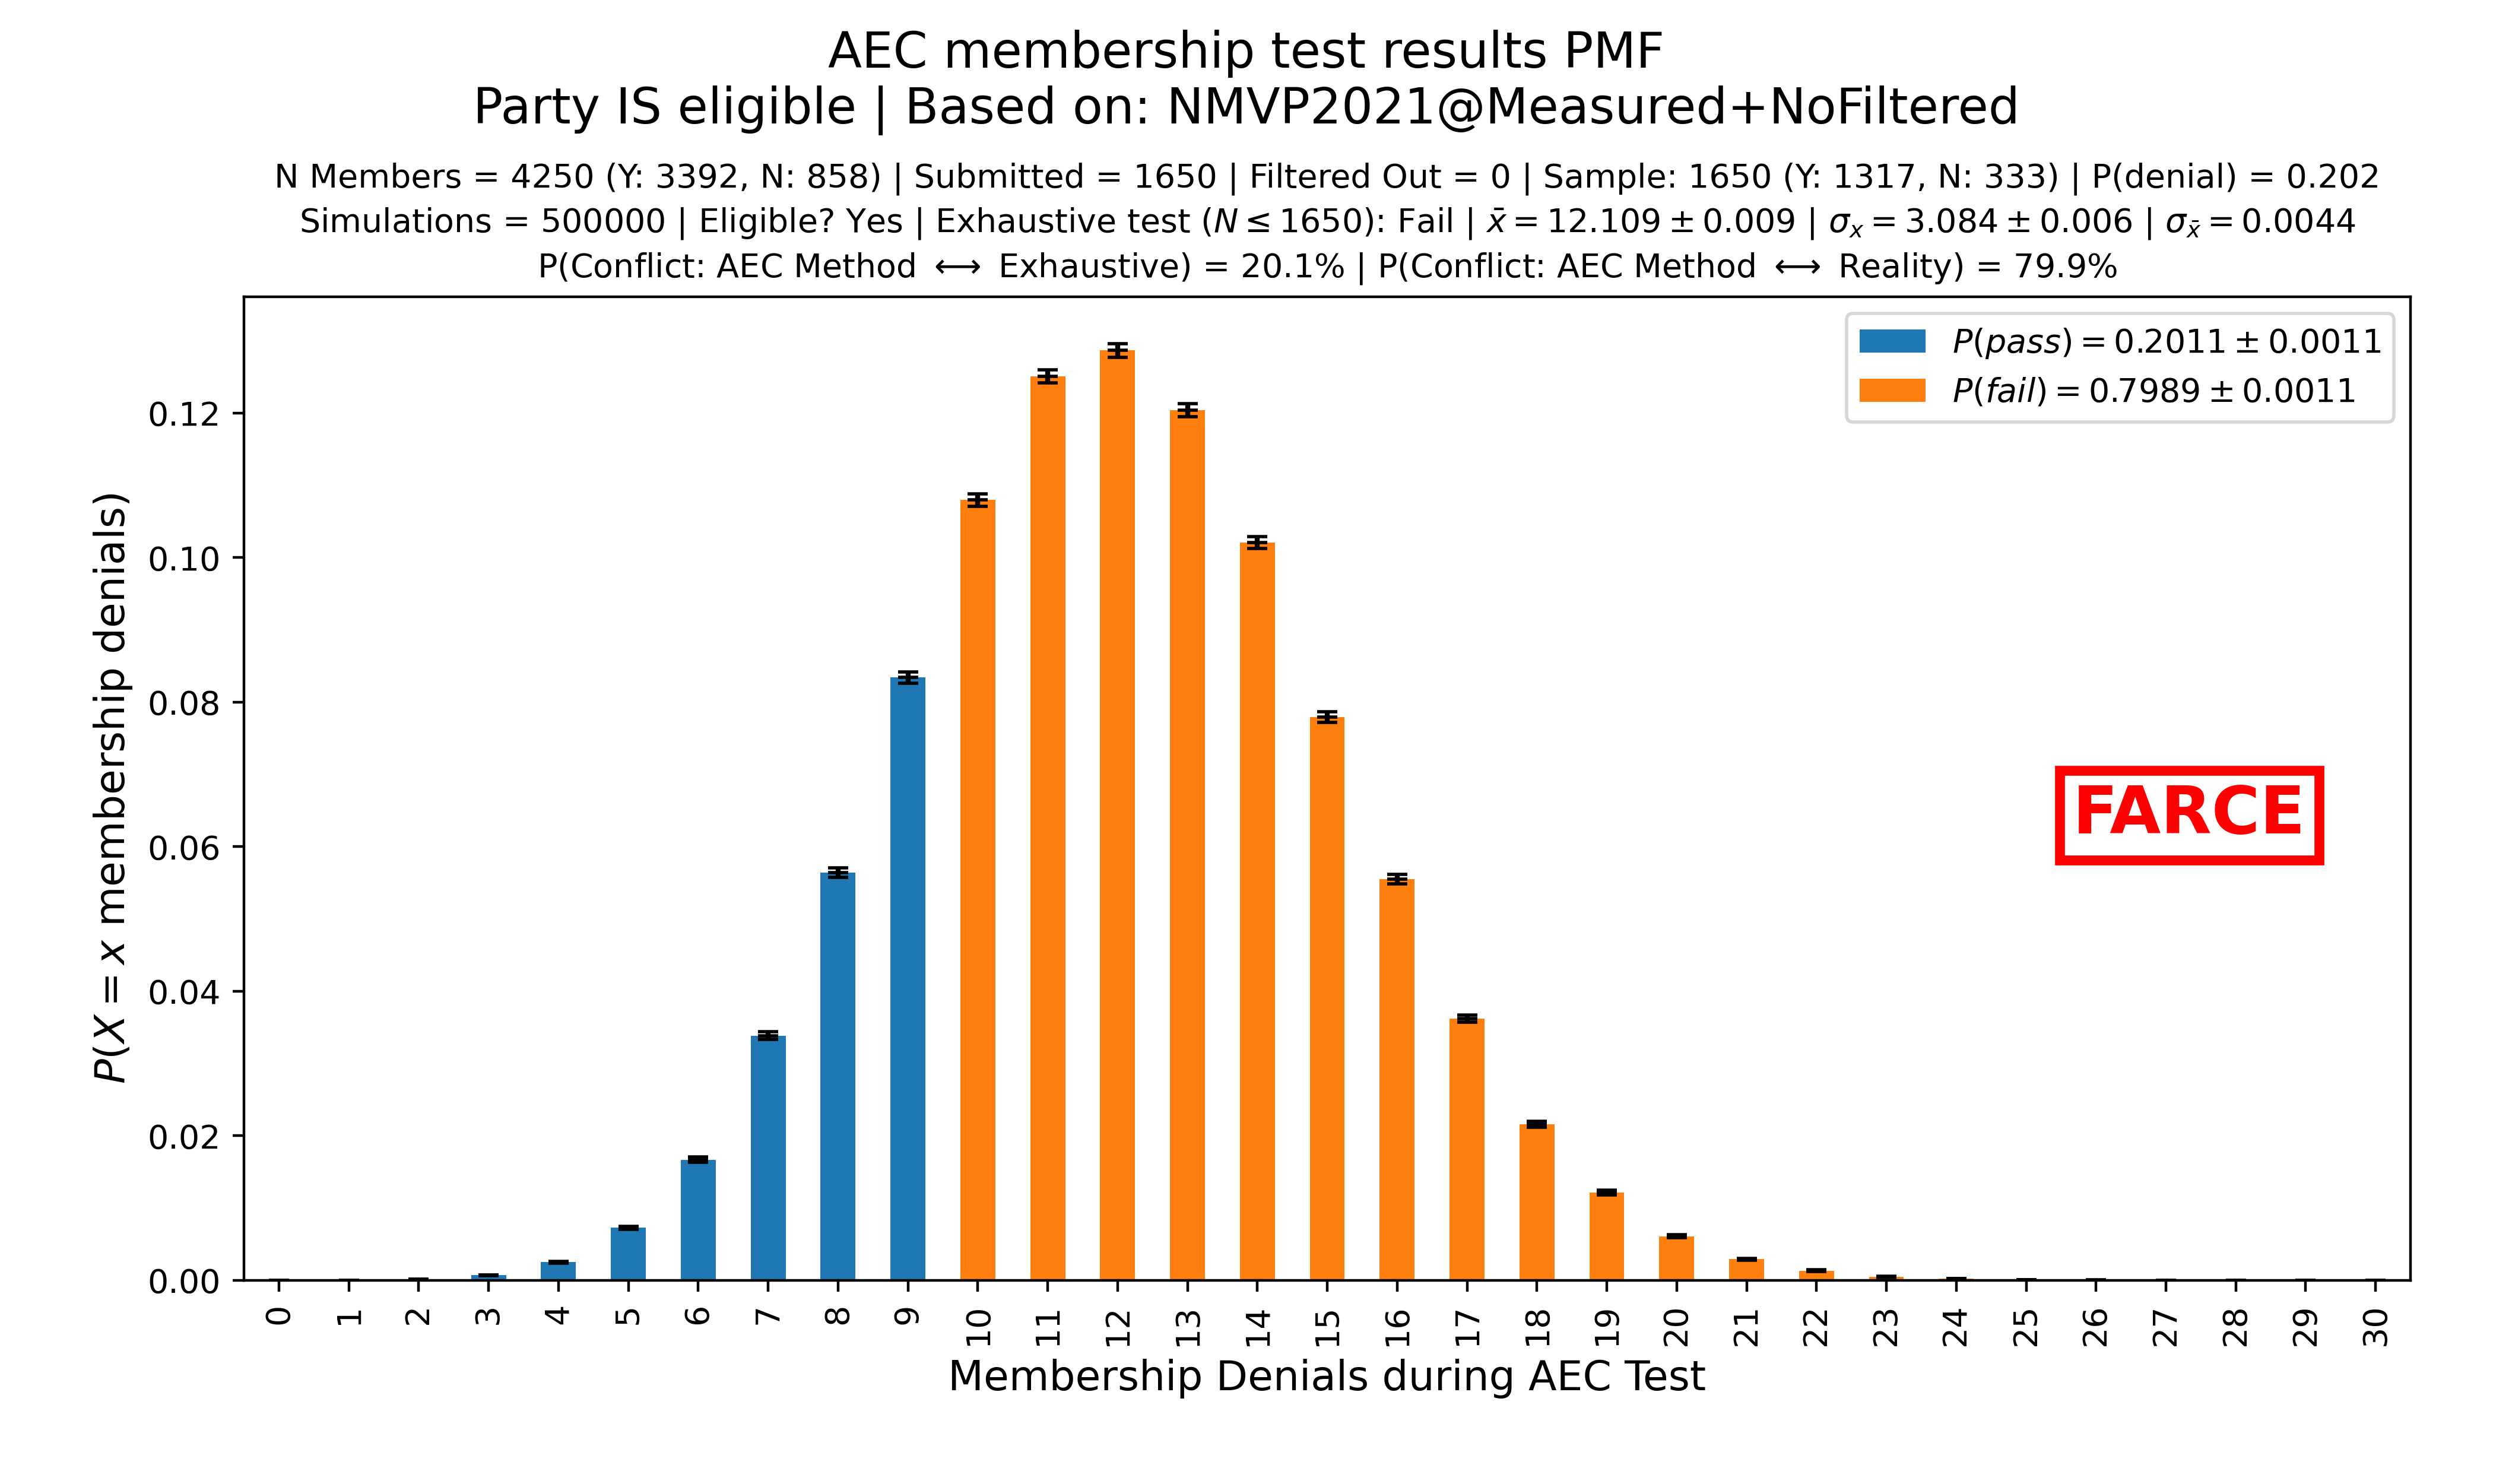 AEC membership test results PMF
Party IS eligible | Based on: NMVP2021@Measured+NoFiltered
N Members = 4250 (Y: 3392, N: 858) | Submitted = 1650 | Filtered Out = 0 | Sample: 1650 (Y: 1317, N: 333) | P(denial) = 0.202
Simulations = 500000 | Eligible? Yes | Exhaustive test (N ≤ 1650): Fail | x̄ = 12.109 ± 0.009 | σₓ = 3.084 ± 0.006 | σ_x̄ = 0.0044
P(Conflict: AEC Method ⟷ Exhaustive) = 20.1% | P(Conflict: AEC Method ⟷ Reality) = 79.9%
P(pass) = 0.2011 ± 0.0011
P(fail) = 0.7989 ± 0.0011
P(X = x membership denials)
0.12
0.10
0.08
0.06
0.04
0.02
0.00
FARCE
0 1 2 3 4 5 6 7 8 9 10 11 12 13 14 15 16 17 18 19 20 21 22 23 24 25 26 27 28 29 30
Membership Denials during AEC Test